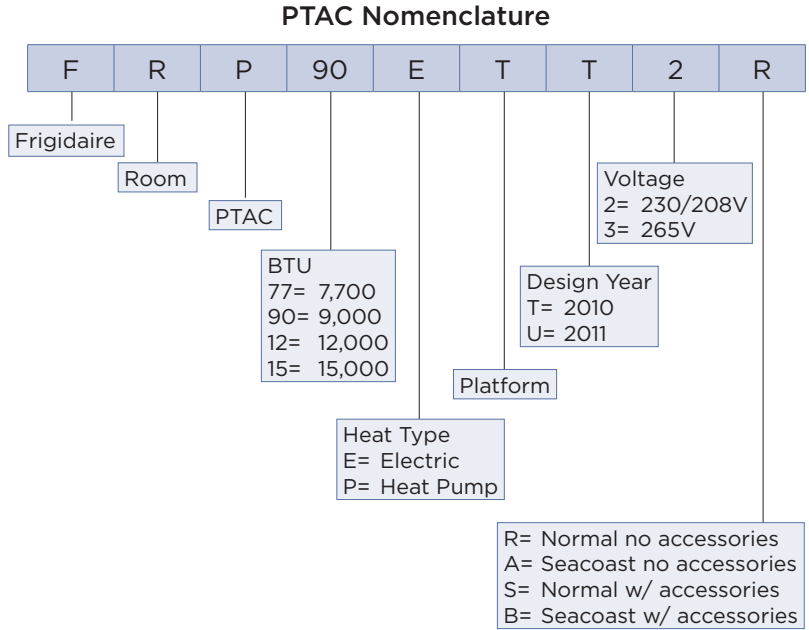 PTAC Nomenclature
F R P 90 E T T 2 R
Frigidaire
Room
PTAC
BTU
77= 7,700
90= 9,000
12= 12,000
15= 15,000
Heat Type
E= Electric
P= Heat Pump
Platform
Design Year
T= 2010
U= 2011
Voltage
2= 230/208V
3= 265V
R= Normal no accessories
A= Seacoast no accessories
S= Normal w/ accessories
B= Seacoast w/ accessories